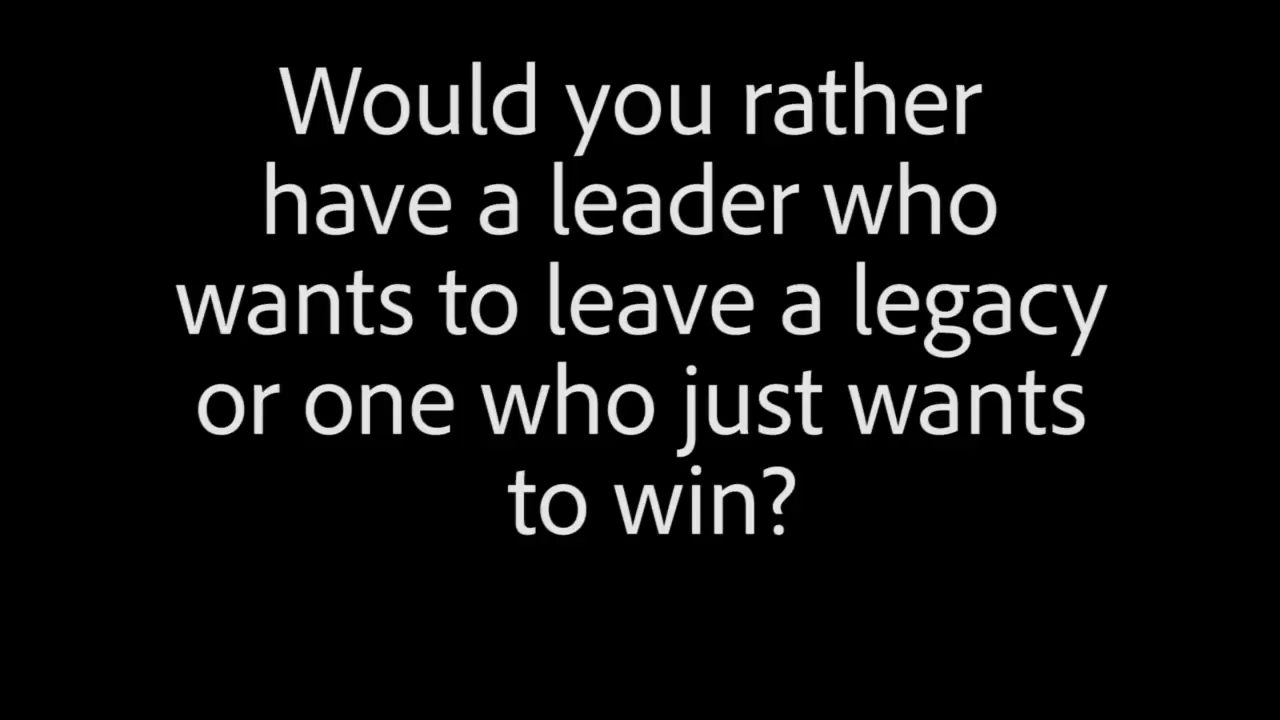 Would you rather
have a leader who
wants to leave a legacy
or one who just wants
to win?